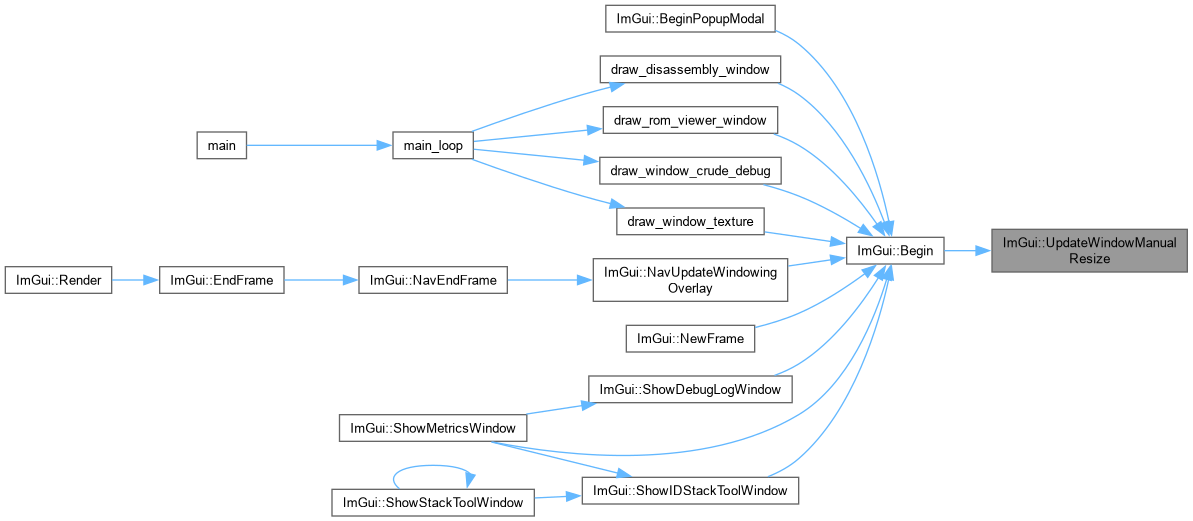 ImGui::BeginPopupModal
draw_disassembly_window
draw_rom_viewer_window
main
main_loop
draw_window_crude_debug
draw_window_texture
ImGui::Begin
ImGui::UpdateWindowManual
Resize
ImGui::Render
ImGui::EndFrame
ImGui::NavEndFrame
ImGui::NavUpdateWindowing
Overlay
ImGui::NewFrame
ImGui::ShowDebugLogWindow
ImGui::ShowMetricsWindow
ImGui::ShowStackToolWindow
ImGui::ShowIDStackToolWindow